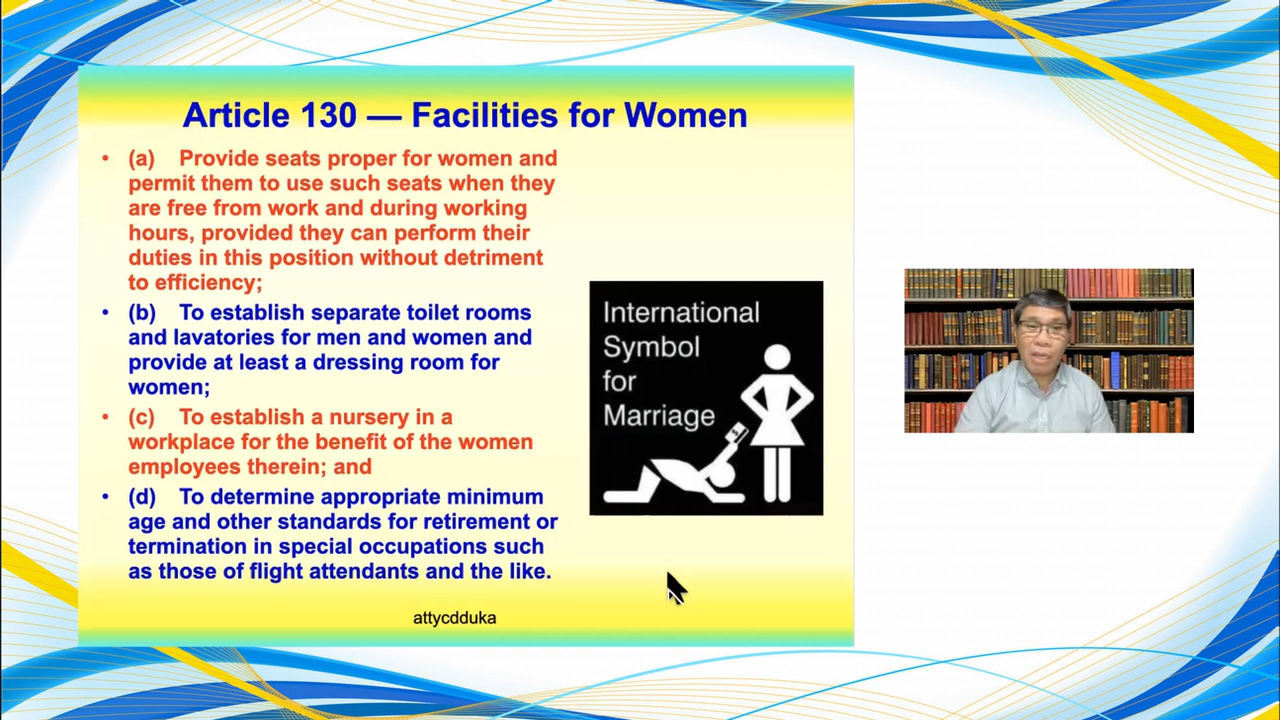 Article 130 — Facilities for Women
• (a) Provide seats proper for women and
permit them to use such seats when they
are free from work and during working
hours, provided they can perform their
duties in this position without detriment
to efficiency;
• (b) To establish separate toilet rooms
and lavatories for men and women and
provide at least a dressing room for
women;
• (c) To establish a nursery in a
workplace for the benefit of the women
employees therein; and
• (d) To determine appropriate minimum
age and other standards for retirement or
termination in special occupations such
as those of flight attendants and the like.
International
Symbol
for
Marriage
attycdduka